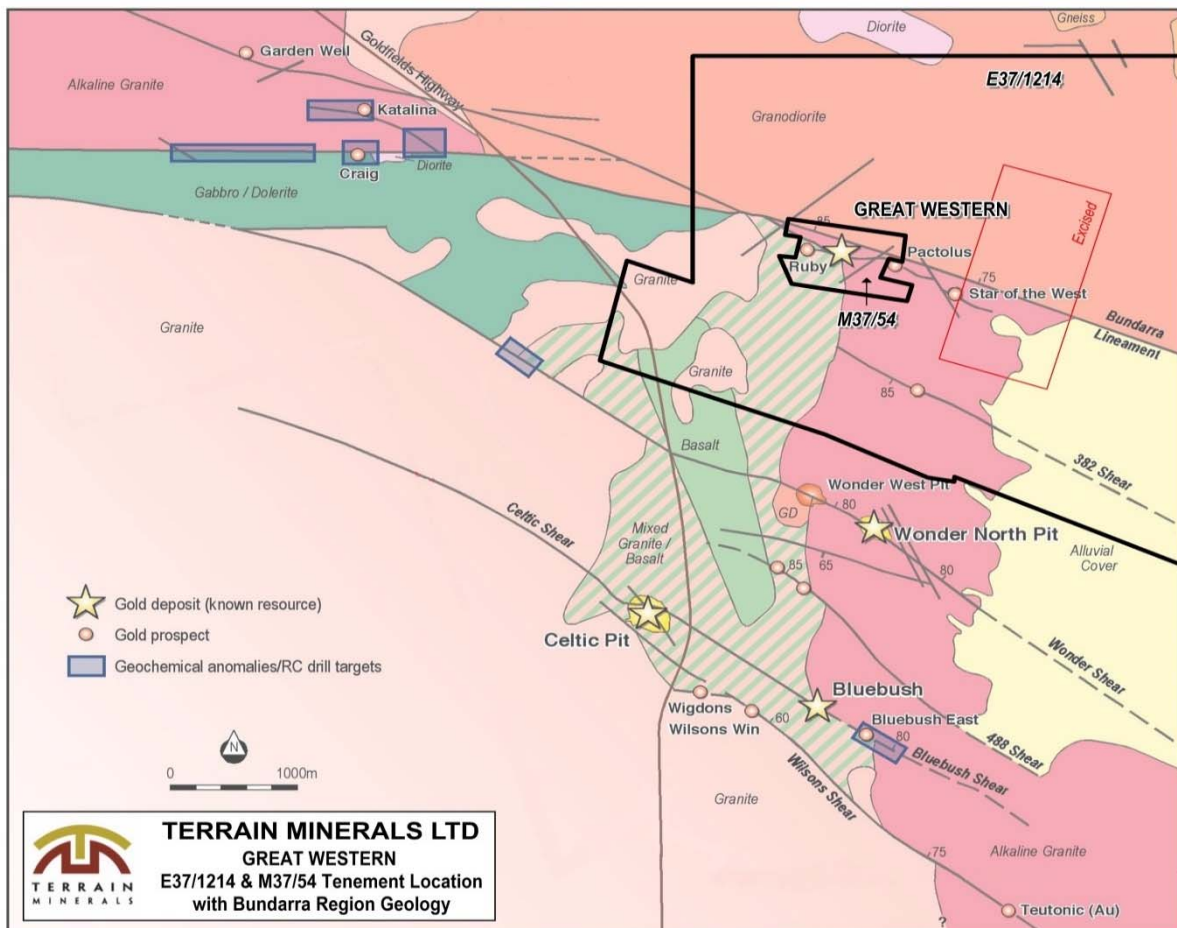 Gneiss
Diorite
Goldfields Highway
Garden Well
E37/1214
Alkaline Granite
Katalina
Granodiorite
Craig
Diorite
Gabbro / Dolerite
Excised
GREAT WESTERN
85
Ruby
Pactolus
75
Star of the West
M37/54
Granite
Granite
Bundarra
Lineament
Granite
85
Basalt
382 Shear
Wonder West Pit
80
GD
Celtic Shear
Mixed
Granite /
Basalt
Wonder North Pit
Alluvial
Cover
85
65
80
Gold deposit (known resource)
Gold prospect
Geochemical anomalies/RC drill targets
Celtic Pit
Wonder Shear
Bluebush
Wigdons
Wilsons Win
60
Bluebush East
80
488 Shear
Bluebush Shear
Wilsons Shear
N
0 1000m
Granite
75
Alkaline Granite
Teutonic (Au)
?
TERRAIN
MINERALS
TERRAIN MINERALS LTD
GREAT WESTERN
E37/1214 & M37/54 Tenement Location
with Bundarra Region Geology